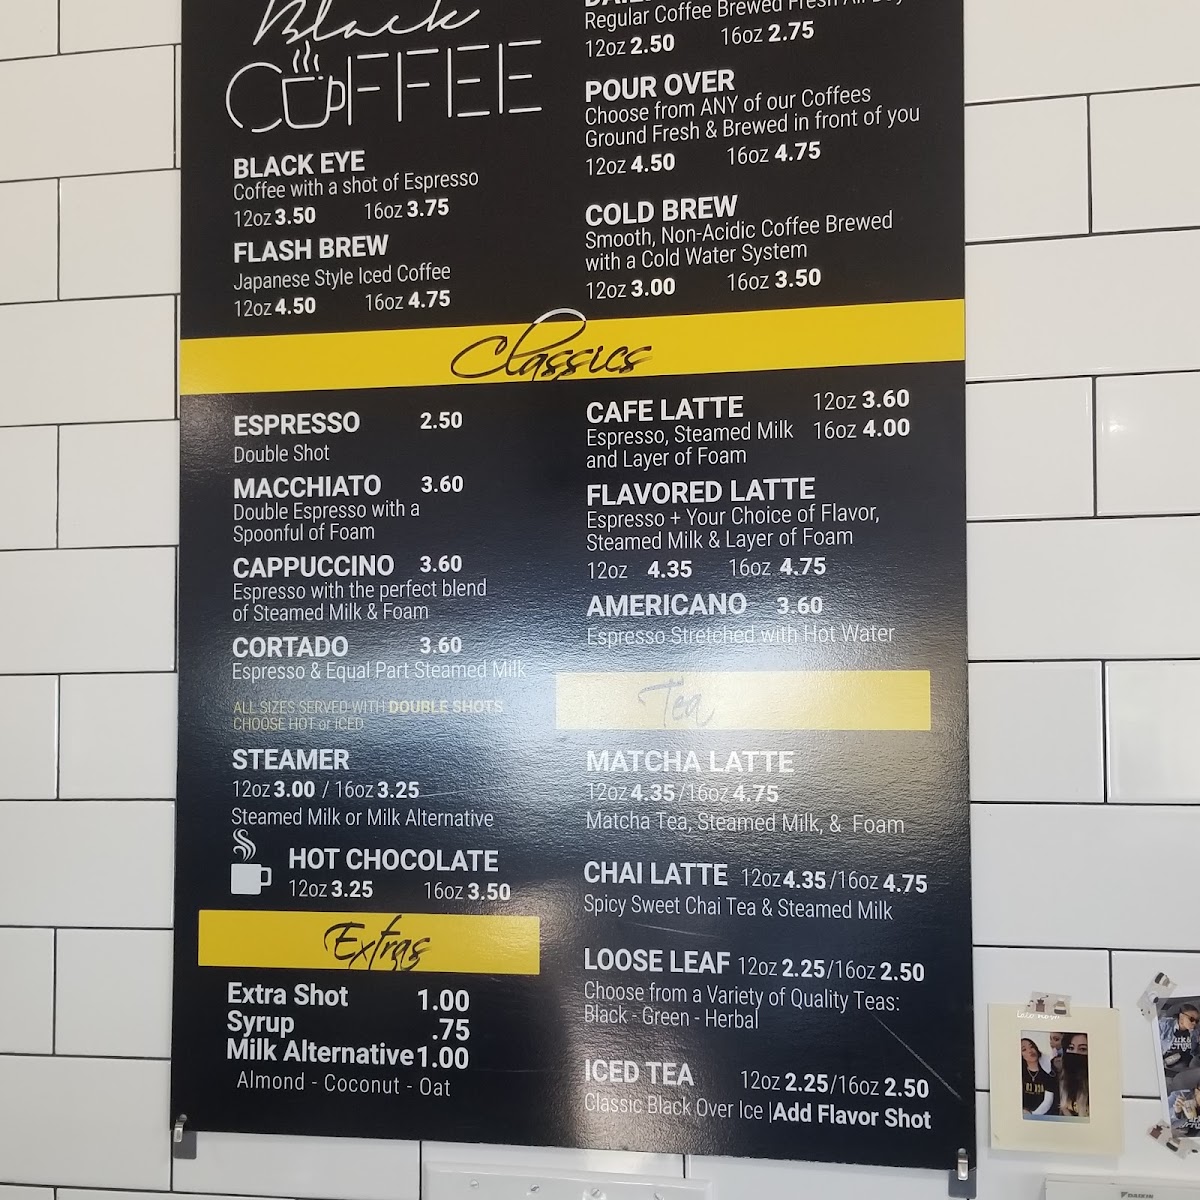 Black
COFFEE
BLACK EYE
Coffee with a shot of Espresso
12oz 3.50 16oz 3.75
FLASH BREW
Japanese Style Iced Coffee
12oz 4.50 16oz 4.75
Regular Coffee Brewed Fresh All Day
12oz 2.50 16oz 2.75
POUR OVER
Choose from ANY of our Coffees
Ground Fresh & Brewed in front of you
12oz 4.50 16oz 4.75
COLD BREW
Smooth, Non-Acidic Coffee Brewed
with a Cold Water System
12oz 3.00 16oz 3.50
Classics
ESPRESSO 2.50
Double Shot
MACCHIATO 3.60
Double Espresso with a
Spoonful of Foam
CAPPUCCINO 3.60
Espresso with the perfect blend
of Steamed Milk & Foam
CORTADO 3.60
Espresso & Equal Part Steamed Milk
ALL SIZES SERVED WITH DOUBLE SHOTS
CHOOSE HOT or ICED
STEAMER
12oz 3.00 / 16oz 3.25
Steamed Milk or Milk Alternative
HOT CHOCOLATE
12oz 3.25 16oz 3.50
Extras
Extra Shot 1.00
Syrup .75
Milk Alternative 1.00
Almond - Coconut - Oat
CAFE LATTE 12oz 3.60
Espresso, Steamed Milk 16oz 4.00
and Layer of Foam
FLAVORED LATTE
Espresso + Your Choice of Flavor,
Steamed Milk & Layer of Foam
12oz 4.35 16oz 4.75
AMERICANO 3.60
Espresso Stretched with Hot Water
Tea
MATCHA LATTE
12oz 4.35/16oz 4.75
Matcha Tea, Steamed Milk, & Foam
CHAI LATTE 12oz 4.35/16oz 4.75
Spicy Sweet Chai Tea & Steamed Milk
LOOSE LEAF 12oz 2.25/16oz 2.50
Choose from a Variety of Quality Teas:
Black - Green - Herbal
ICED TEA 12oz 2.25/16oz 2.50
Classic Black Over Ice |Add Flavor Shot
DAIKIN